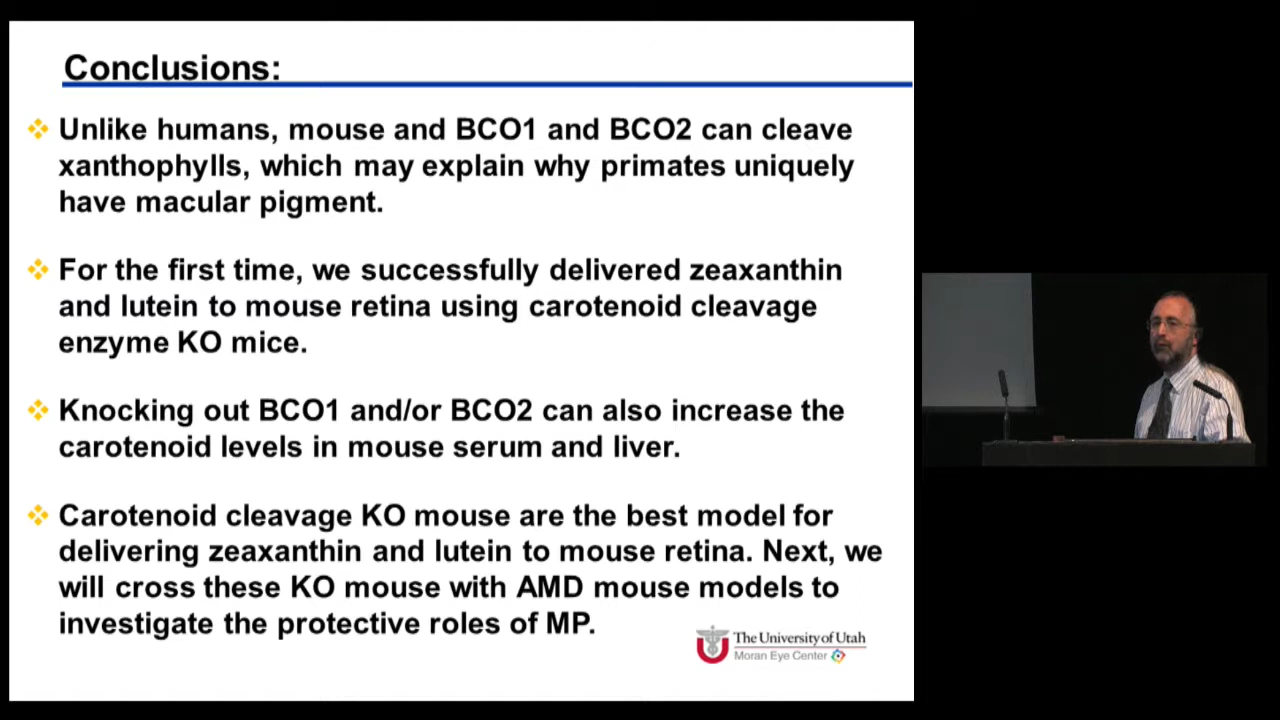 Conclusions:
Unlike humans, mouse and BCO1 and BCO2 can cleave
xanthophylls, which may explain why primates uniquely
have macular pigment.
For the first time, we successfully delivered zeaxanthin
and lutein to mouse retina using carotenoid cleavage
enzyme KO mice.
Knocking out BCO1 and/or BCO2 can also increase the
carotenoid levels in mouse serum and liver.
Carotenoid cleavage KO mouse are the best model for
delivering zeaxanthin and lutein to mouse retina. Next, we
will cross these KO mouse with AMD mouse models to
investigate the protective roles of MP.
The University of Utah
Moran Eye Center